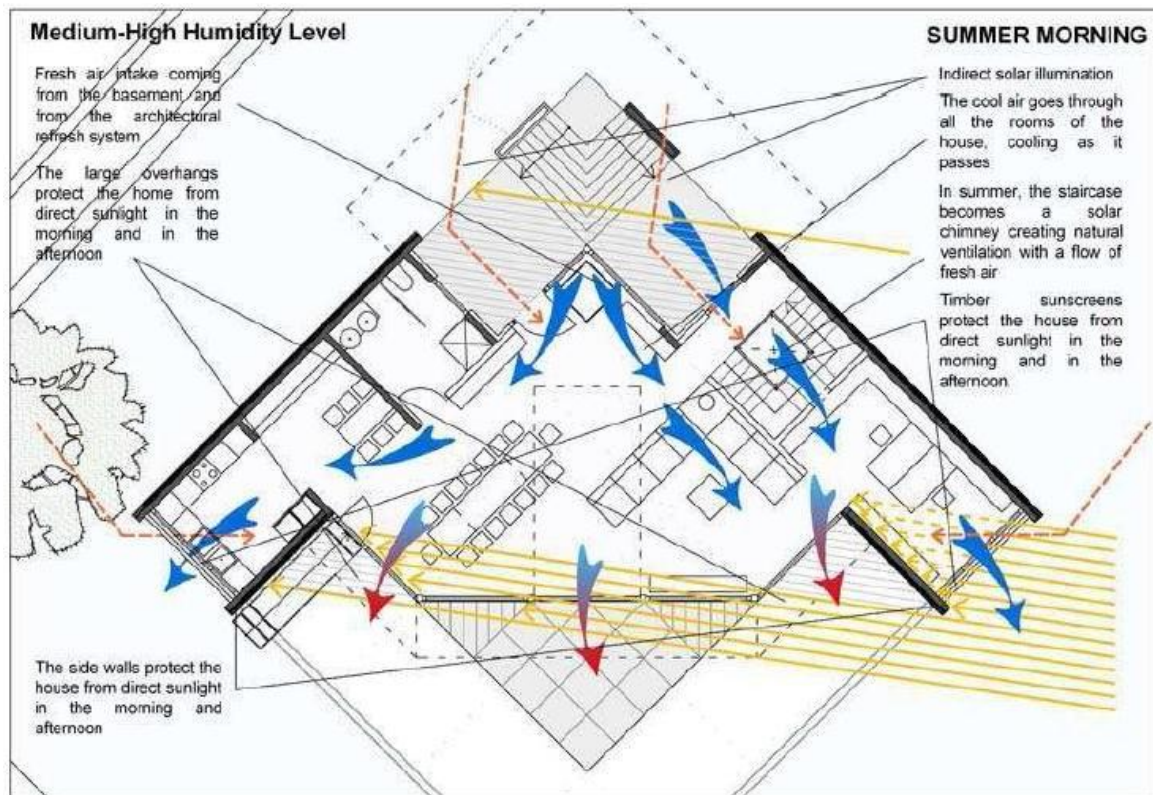 Medium-High Humidity Level
Fresh air intake coming
from the basement and
from the architectural
refresh system
The large overhangs
protect the home from
direct sunlight in the
morning and in the
afternoon
The side walls protect the
house from direct sunlight
in the morning and
afternoon
SUMMER MORNING
Indirect solar illumination
The cool air goes through
all the rooms of the
house, cooling as it
passes
In summer, the staircase
becomes a solar
chimney creating natural
ventilation with a flow of
fresh air
Timber sunscreens
protect the house from
direct sunlight in the
morning and in the
afternoon.